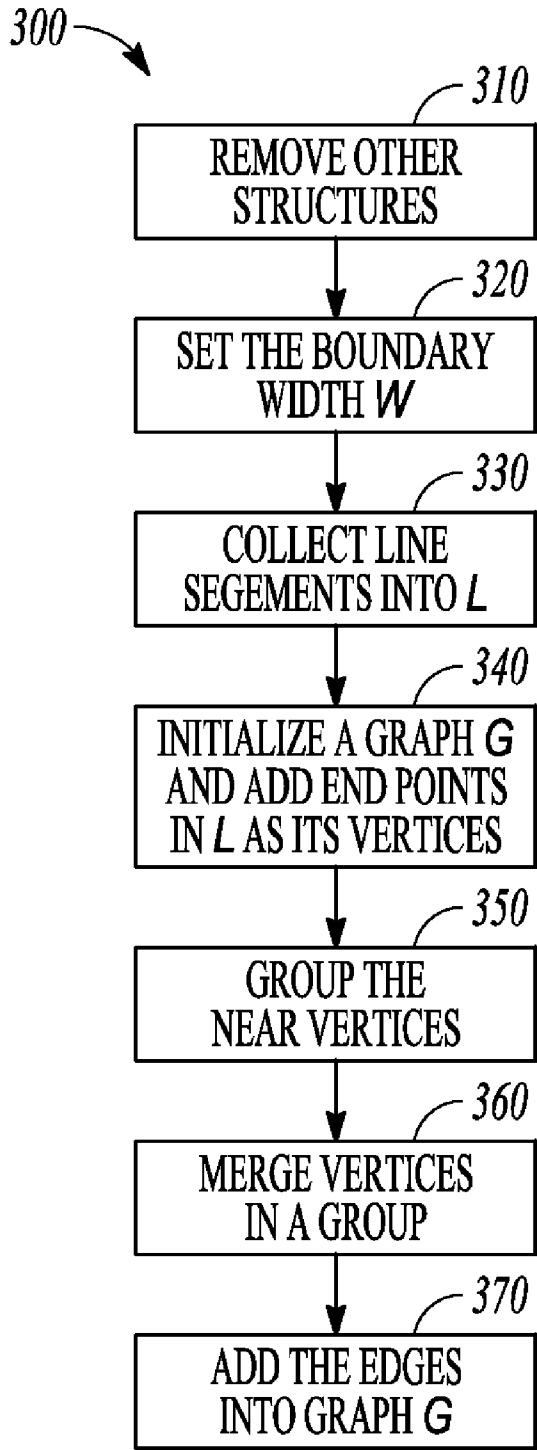 300
310
REMOVE OTHER
STRUCTURES
320
SET THE BOUNDARY
WIDTH W
330
COLLECT LINE
SEGEMENTS INTO L
340
INITIALIZE A GRAPH G
AND ADD END POINTS
IN L AS ITS VERTICES
350
GROUP THE
NEAR VERTICES
360
MERGE VERTICES
IN A GROUP
370
ADD THE EDGES
INTO GRAPH G